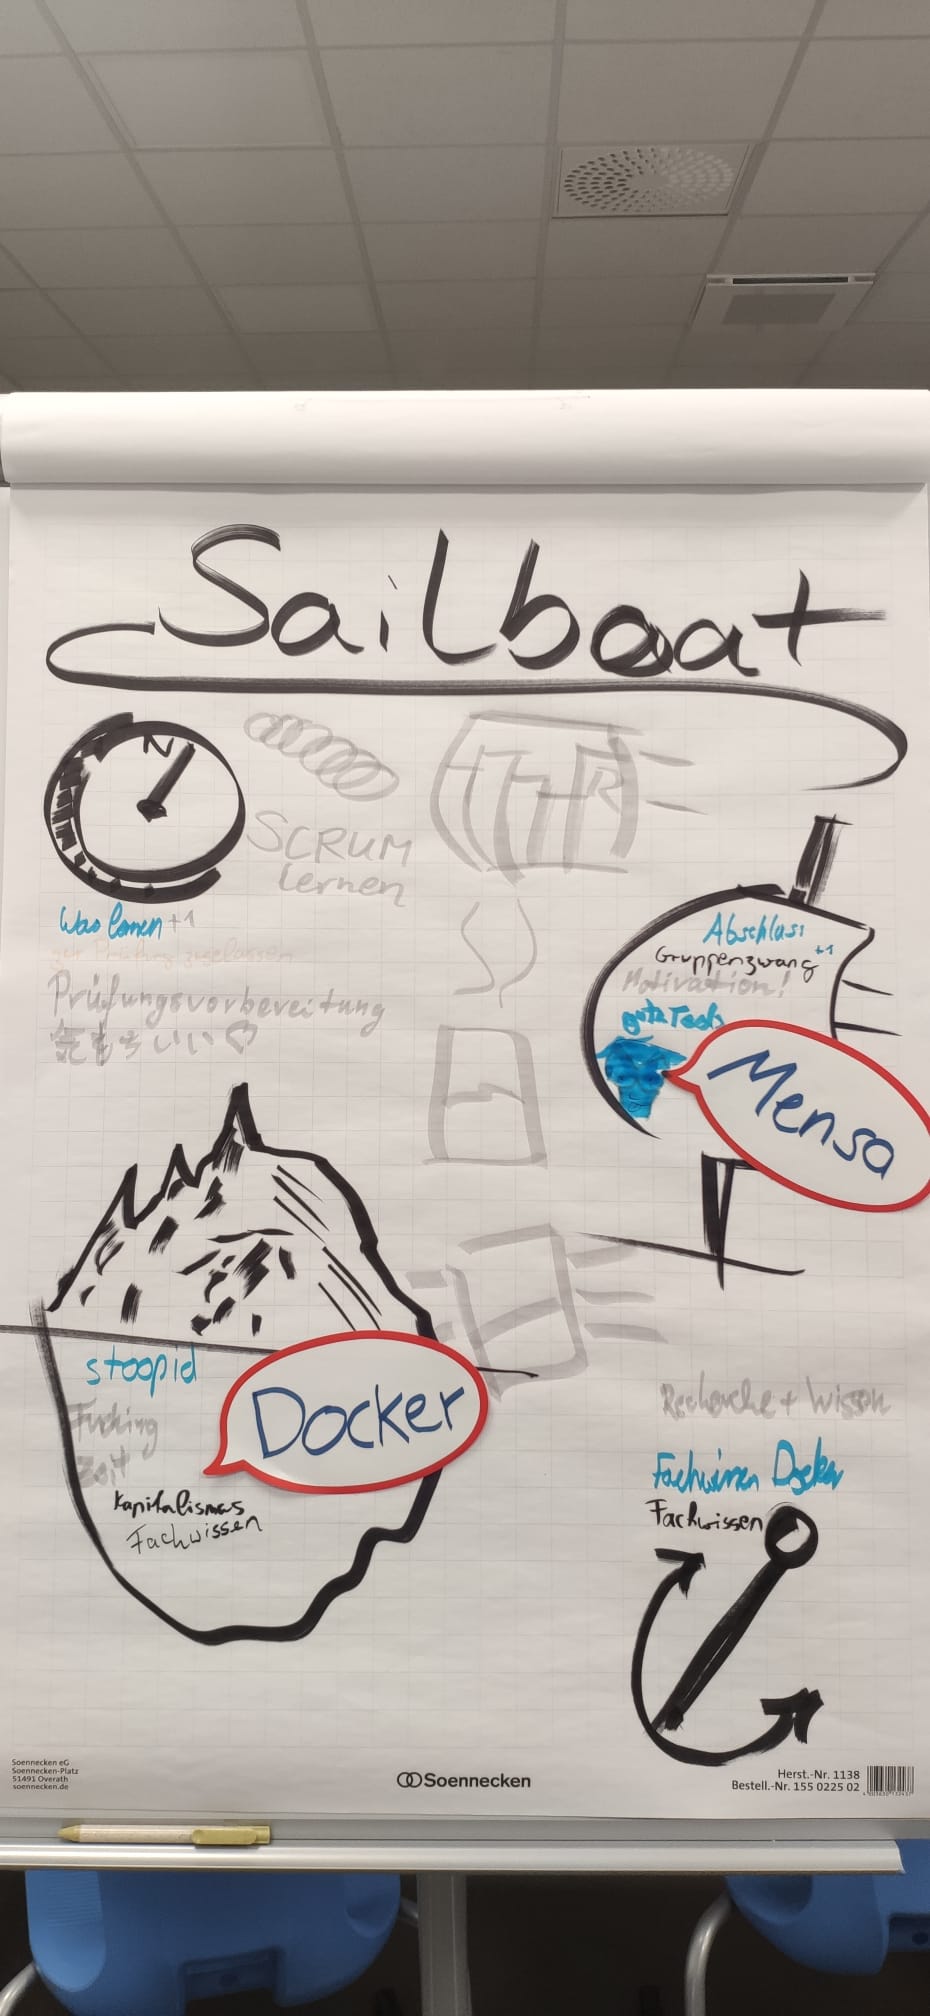 Sailboat
N
SCRUM
lernen
Was lernen +1
zur Prüfung zugelassen
Prüfungsvorbereitung
気もちいい♡
Abschluss
Gruppenzwang +1
Motivation!
gute Tech
Mensa
stoopid
Fucking
Zeit
Docker
Kapitalismus
Fachwissen
Recherche + Wissen
Fachwissen Docker
Fachwissen
Soennecken eG
Soennecken-Platz
51491 Overath
soennecken.de
Soennecken
Herst.-Nr. 1138
Bestell.-Nr. 155 0225 02